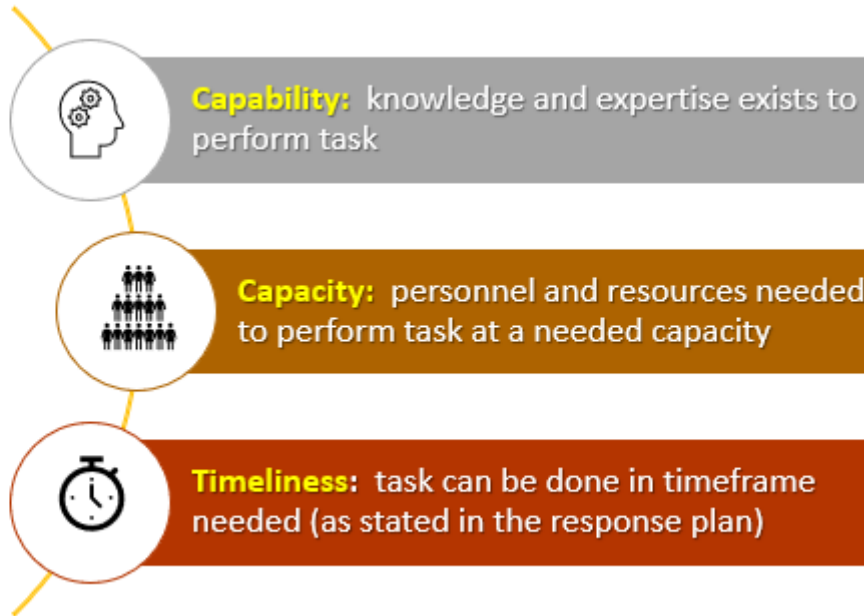 Capability: knowledge and expertise exists to
perform task
Capacity: personnel and resources needed
to perform task at a needed capacity
Timeliness: task can be done in timeframe
needed (as stated in the response plan)